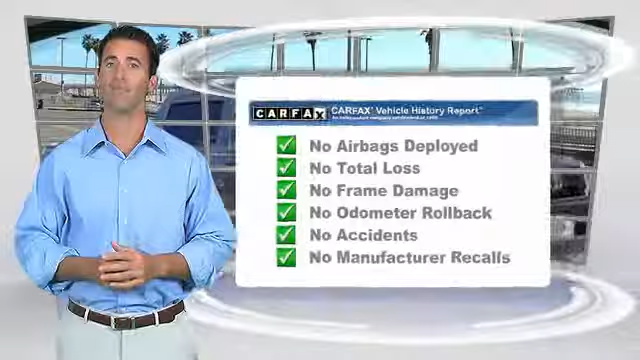 CARFAX CARFAX Vehicle History Report™
No Airbags Deployed
No Total Loss
No Frame Damage
No Odometer Rollback
No Accidents
No Manufacturer Recalls